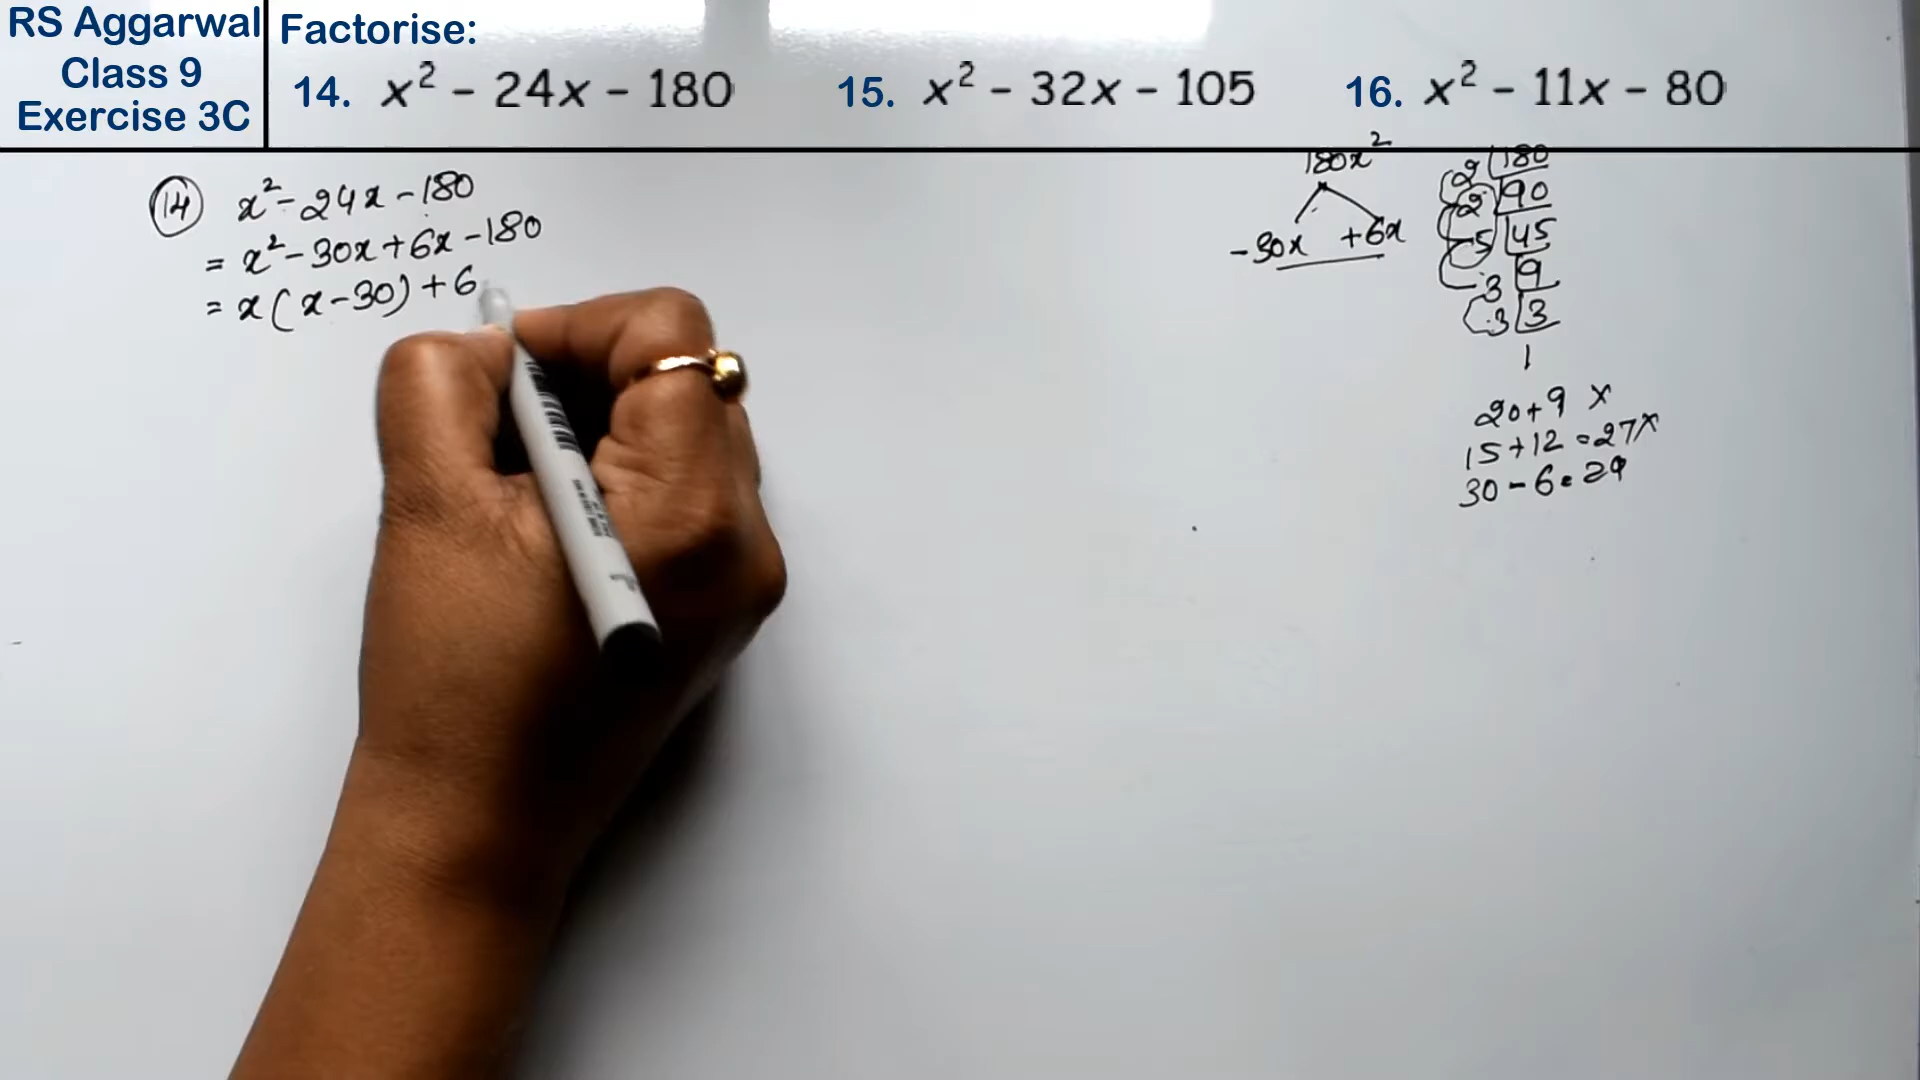 RS Aggarwal
Class 9
Exercise 3C
Factorise:
14. x² - 24x - 180
15. x² - 32x - 105
16. x² - 11x - 80
14 x² - 24x - 180
= x² - 30x + 6x - 180
= x(x - 30) + 6
180x²
-30x +6x
2 | 180
2 | 90
5 | 45
3 | 9
3 | 3
1
20 + 9 x
15 + 12 = 27 x
30 - 6 = 24